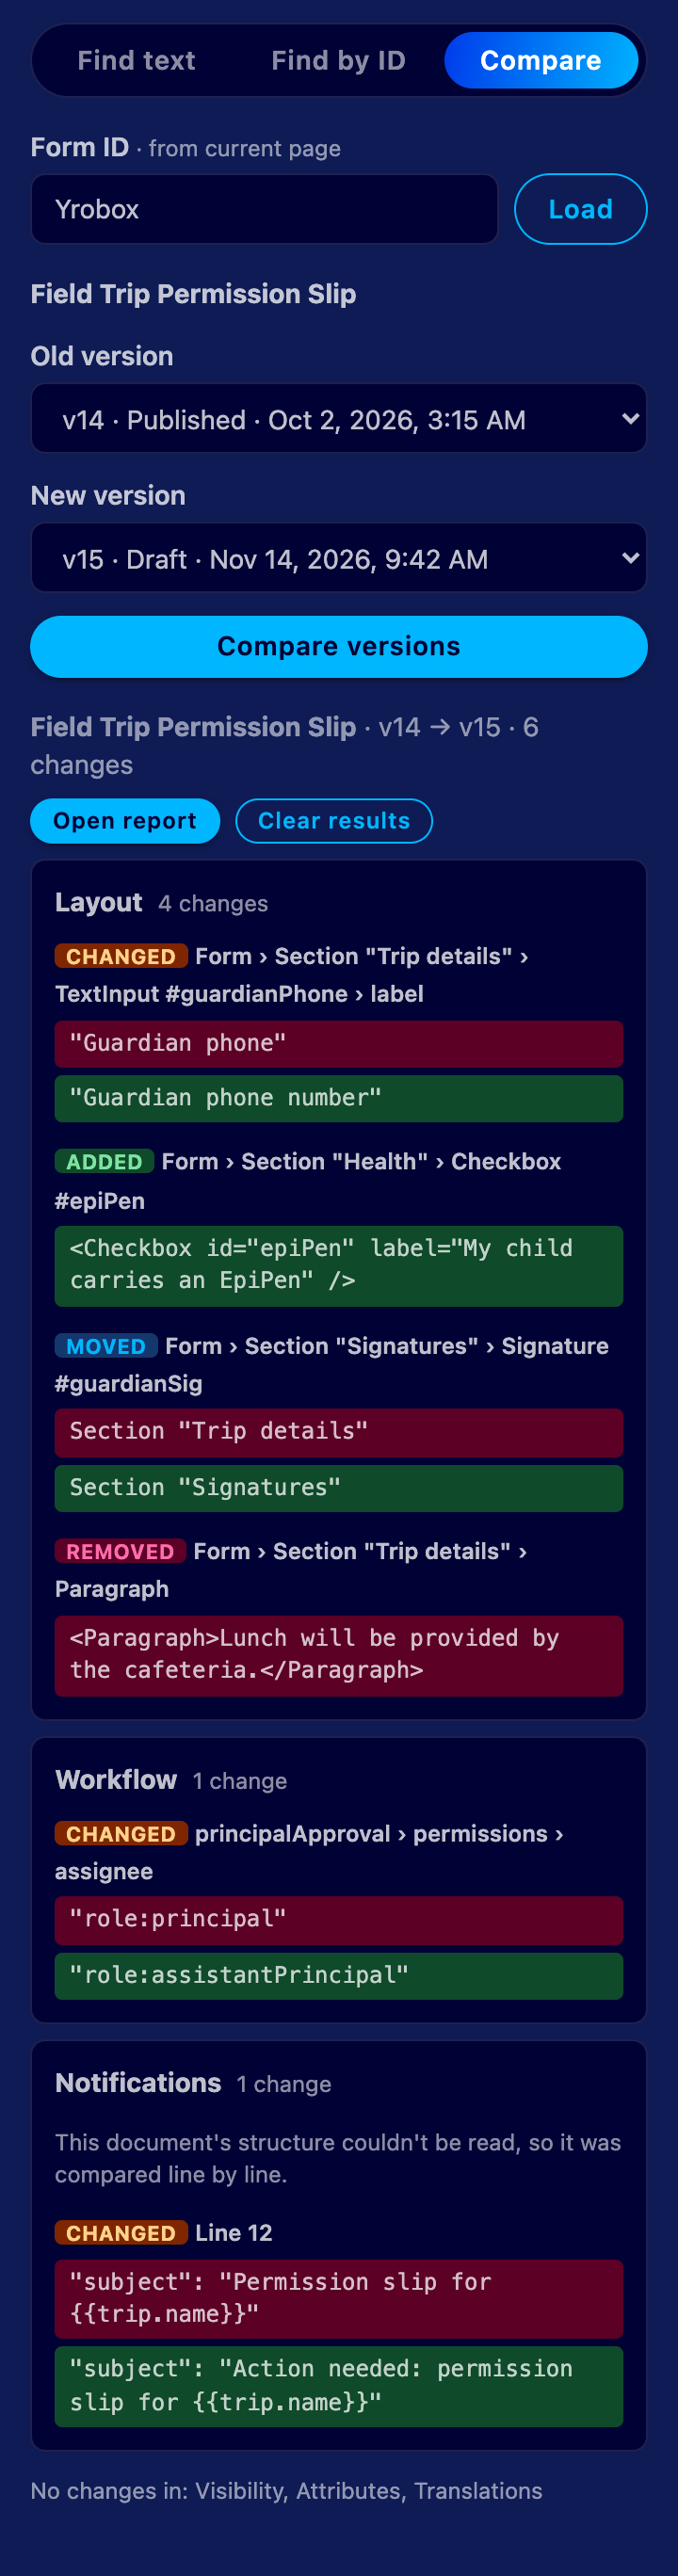 Find text Find by ID Compare
Form ID · from current page
Yrobox Load
Field Trip Permission Slip
Old version
v14 · Published · Oct 2, 2026, 3:15 AM
New version
v15 · Draft · Nov 14, 2026, 9:42 AM
Compare versions
Field Trip Permission Slip · v14 → v15 · 6
changes
Open report Clear results
Layout 4 changes
CHANGED Form › Section "Trip details" ›
TextInput #guardianPhone › label
"Guardian phone"
"Guardian phone number"
ADDED Form › Section "Health" › Checkbox
#epiPen
<Checkbox id="epiPen" label="My child
carries an EpiPen" />
MOVED Form › Section "Signatures" › Signature
#guardianSig
Section "Trip details"
Section "Signatures"
REMOVED Form › Section "Trip details" ›
Paragraph
<Paragraph>Lunch will be provided by
the cafeteria.</Paragraph>
Workflow 1 change
CHANGED principalApproval › permissions ›
assignee
"role:principal"
"role:assistantPrincipal"
Notifications 1 change
This document's structure couldn't be read, so it was
compared line by line.
CHANGED Line 12
"subject": "Permission slip for
{{trip.name}}"
"subject": "Action needed: permission
slip for {{trip.name}}"
No changes in: Visibility, Attributes, Translations